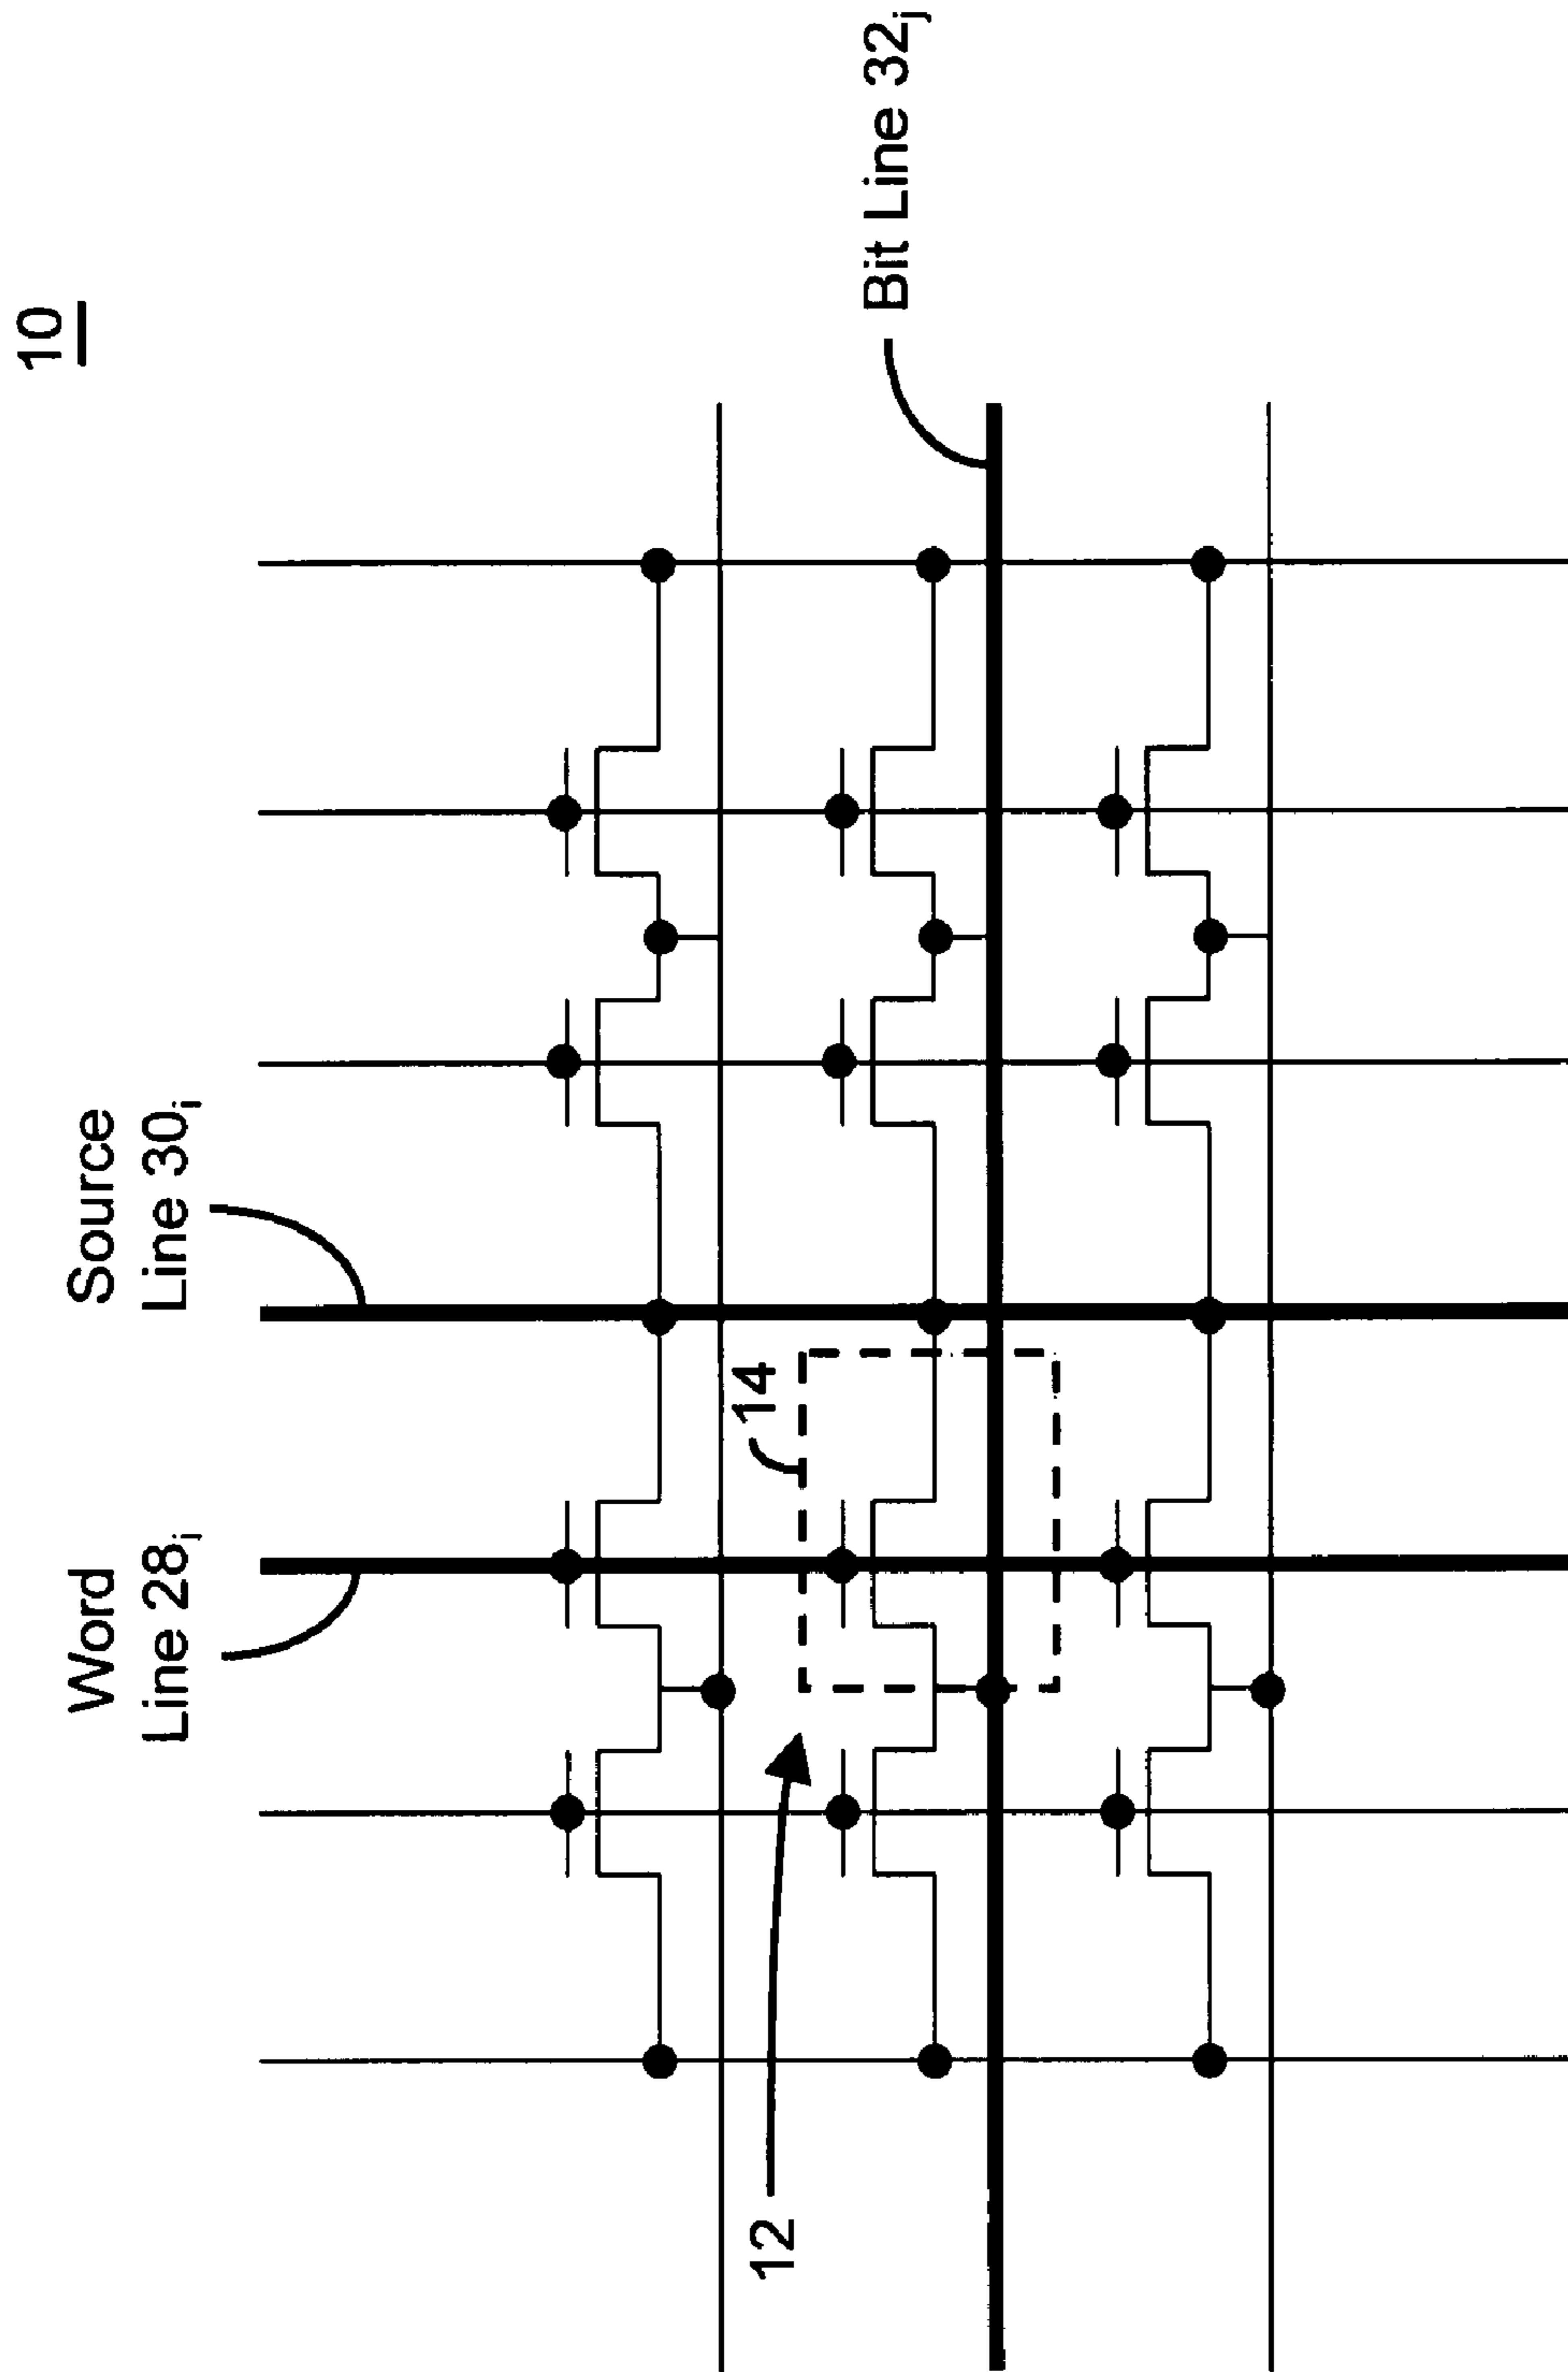 10
Word
Line 28ᵢ
Source
Line 30ᵢ
14
12
Bit Line 32ⱼ